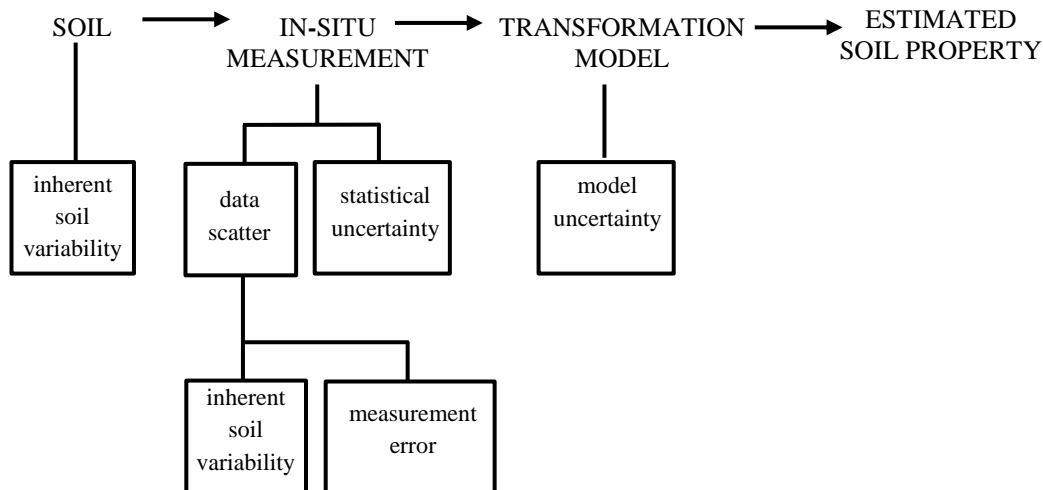 SOIL
IN-SITU
MEASUREMENT
TRANSFORMATION
MODEL
ESTIMATED
SOIL PROPERTY
inherent
soil
variability
data
scatter
statistical
uncertainty
model
uncertainty
inherent
soil
variability
measurement
error